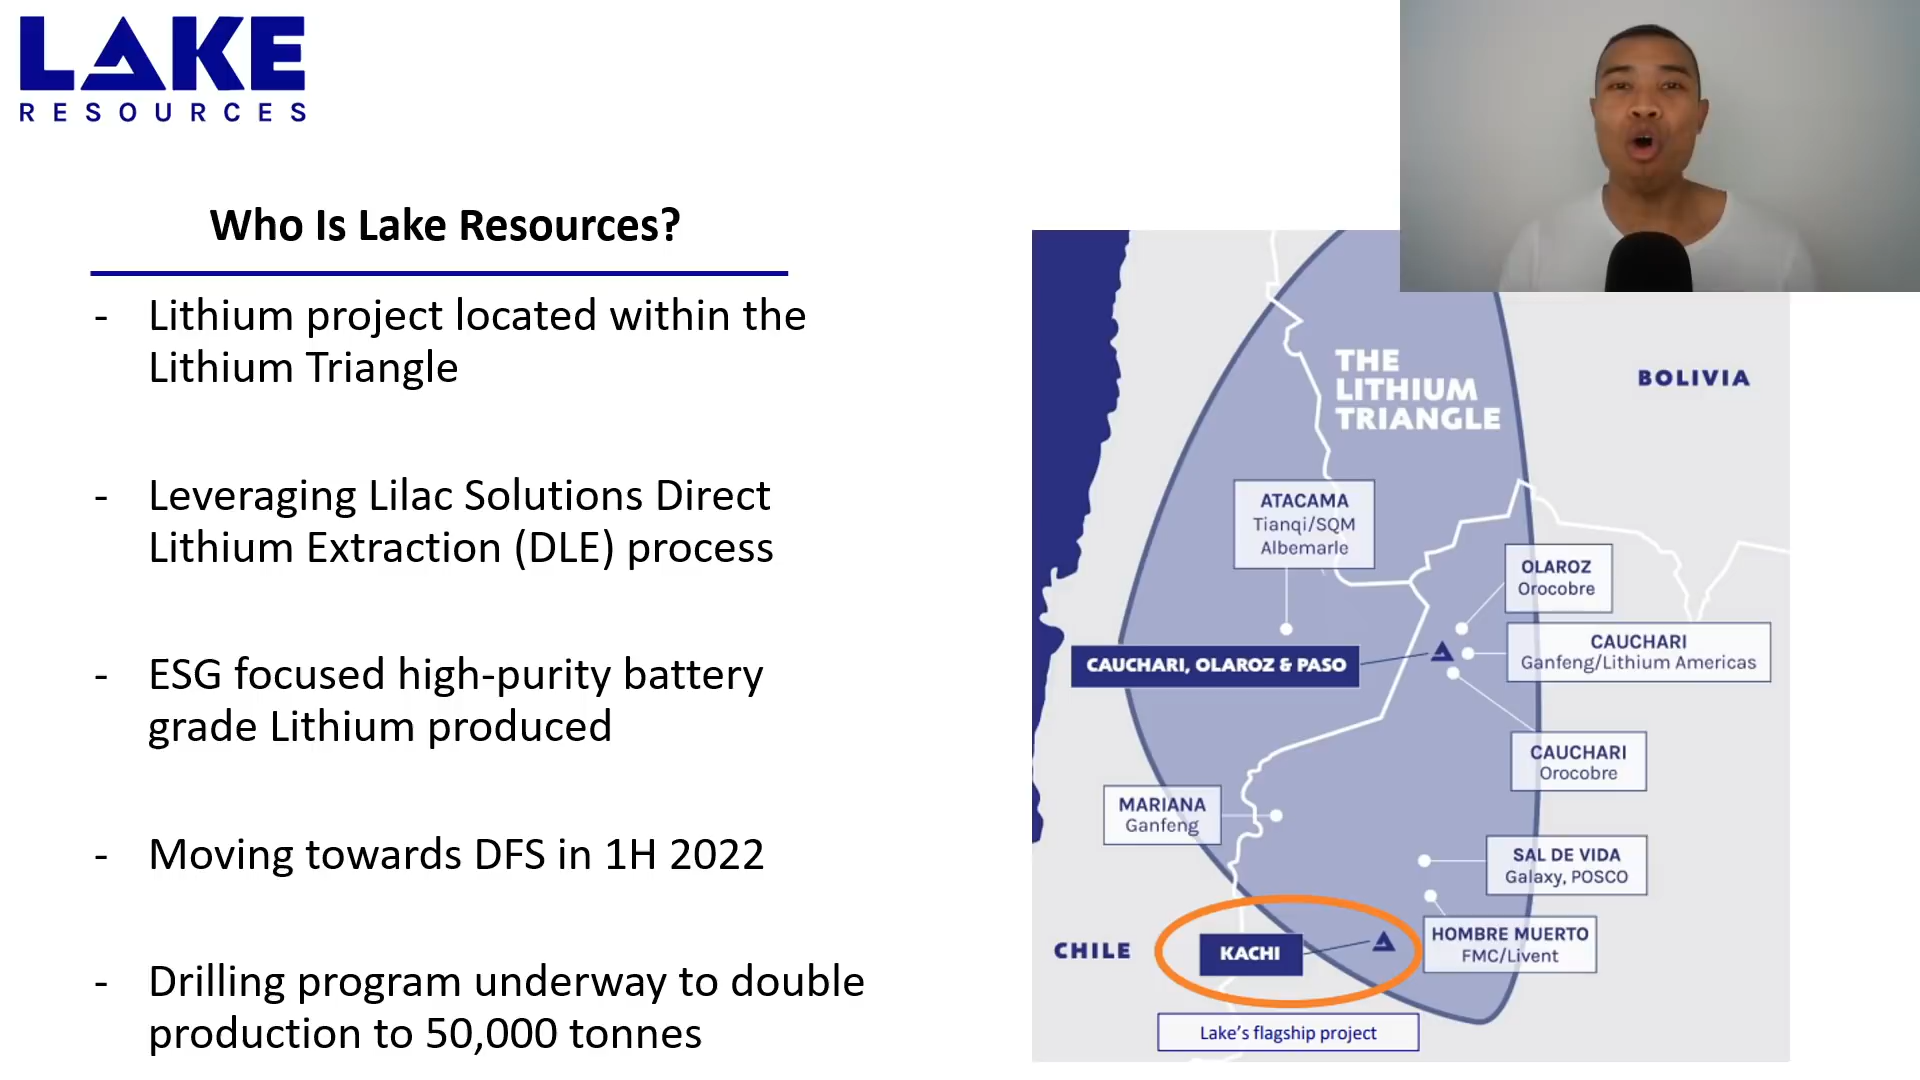 LAKE
RESOURCES
Who Is Lake Resources?
- Lithium project located within the
Lithium Triangle
- Leveraging Lilac Solutions Direct
Lithium Extraction (DLE) process
- ESG focused high-purity battery
grade Lithium produced
- Moving towards DFS in 1H 2022
- Drilling program underway to double
production to 50,000 tonnes
THE
LITHIUM
TRIANGLE
BOLIVIA
ATACAMA
Tianqi/SQM
Albemarle
OLAROZ
Orocobre
CAUCHARI
Ganfeng/Lithium Americas
CAUCHARI, OLAROZ & PASO
CAUCHARI
Orocobre
MARIANA
Ganfeng
SAL DE VIDA
Galaxy, POSCO
HOMBRE MUERTO
FMC/Livent
CHILE
KACHI
Lake's flagship project